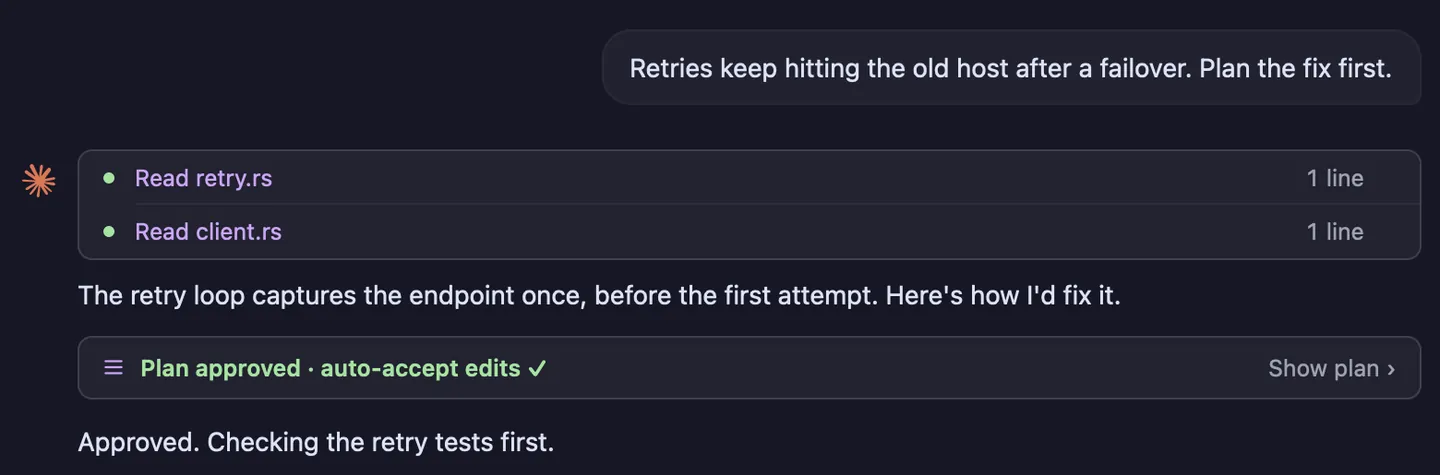 Retries keep hitting the old host after a failover. Plan the fix first.
Read retry.rs 1 line
Read client.rs 1 line
The retry loop captures the endpoint once, before the first attempt. Here's how I'd fix it.
Plan approved · auto-accept edits ✓ Show plan ›
Approved. Checking the retry tests first.